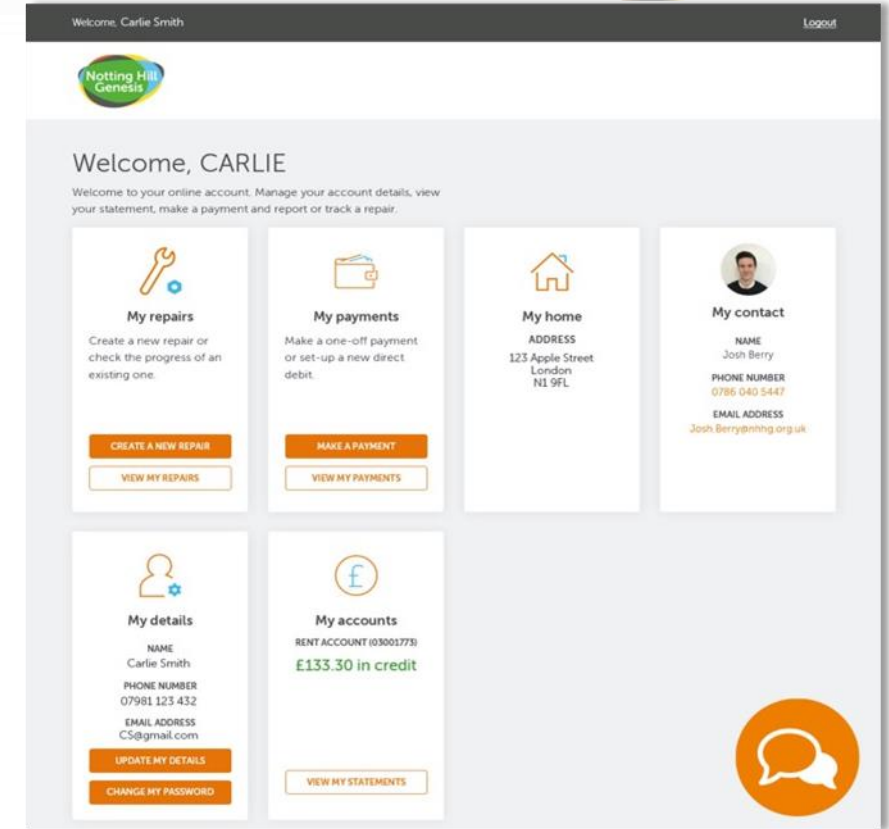 Welcome, Carlie Smith
Logout
Notting Hill
Genesis
Welcome, CARLIE
Welcome to your online account. Manage your account details, view
your statement, make a payment and report or track a repair.
My repairs
Create a new repair or
check the progress of an
existing one.
CREATE A NEW REPAIR
VIEW MY REPAIRS
My payments
Make a one-off payment
or set-up a new direct
debit.
MAKE A PAYMENT
VIEW MY PAYMENTS
My home
ADDRESS
123 Apple Street
London
N1 9FL
My contact
NAME
Josh Berry
PHONE NUMBER
0786 040 5447
EMAIL ADDRESS
Josh.Berry@nhhg.org.uk
My details
NAME
Carlie Smith
PHONE NUMBER
07981 123 432
EMAIL ADDRESS
CS@gmail.com
UPDATE MY DETAILS
CHANGE MY PASSWORD
£
My accounts
RENT ACCOUNT (03001773)
£133.30 in credit
VIEW MY STATEMENTS